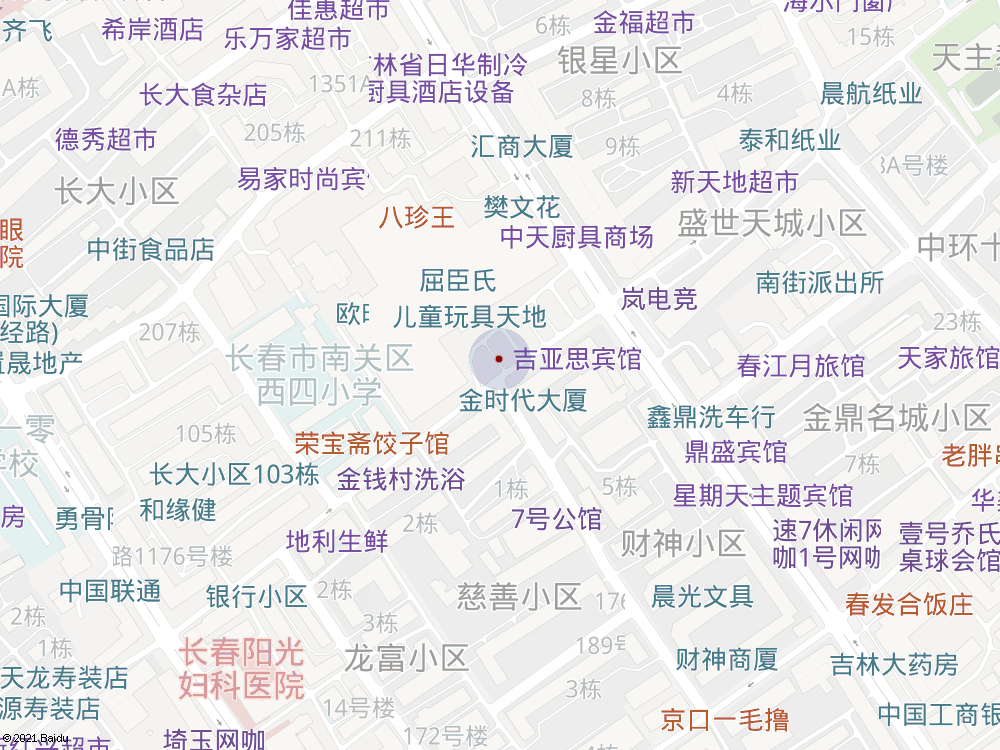 齐飞
希岸酒店
佳惠超市
乐万家超市
6栋
金福超市
15栋
银星小区
天主
A栋
1351A
林省日华制冷
厨具酒店设备
长大食杂店
8栋
4栋
晨航纸业
德秀超市
205栋
211栋
汇商大厦
9栋
泰和纸业
A号楼
长大小区
易家时尚宾
新天地超市
八珍王
樊文花
中街食品店
中天厨具商场
盛世天城小区
中环十
眼
院
屈臣氏
南街派出所
国际大厦
经路)
岚电竞
儿童玩具天地
207栋
23栋
晟地产
长春市南关区
西四小学
吉亚思宾馆
春江月旅馆
天家旅馆
金时代大厦
鑫鼎洗车行
金鼎名城小区
一零
学校
105栋
荣宝斋饺子馆
鼎盛宾馆
老胖
7栋
长大小区103栋
金钱村洗浴
1栋
5栋
星期天主题宾馆
房
勇骨
和缘健
2栋
7号公馆
速7休闲网
咖1号网咖
壹号乔氏
桌球会馆
地利生鲜
财神小区
路1176号楼
中国联通
银行小区
2栋
慈善小区
176
晨光文具
春发合饭庄
2栋
3栋
1栋
长春阳光
妇科医院
龙富小区
189号
财神商厦
吉林大药房
天龙寿装店
源寿装店
14号楼
3栋
172栋
京口一毛撸
中国工商银
埼玉网咖
© 2021 Baidu